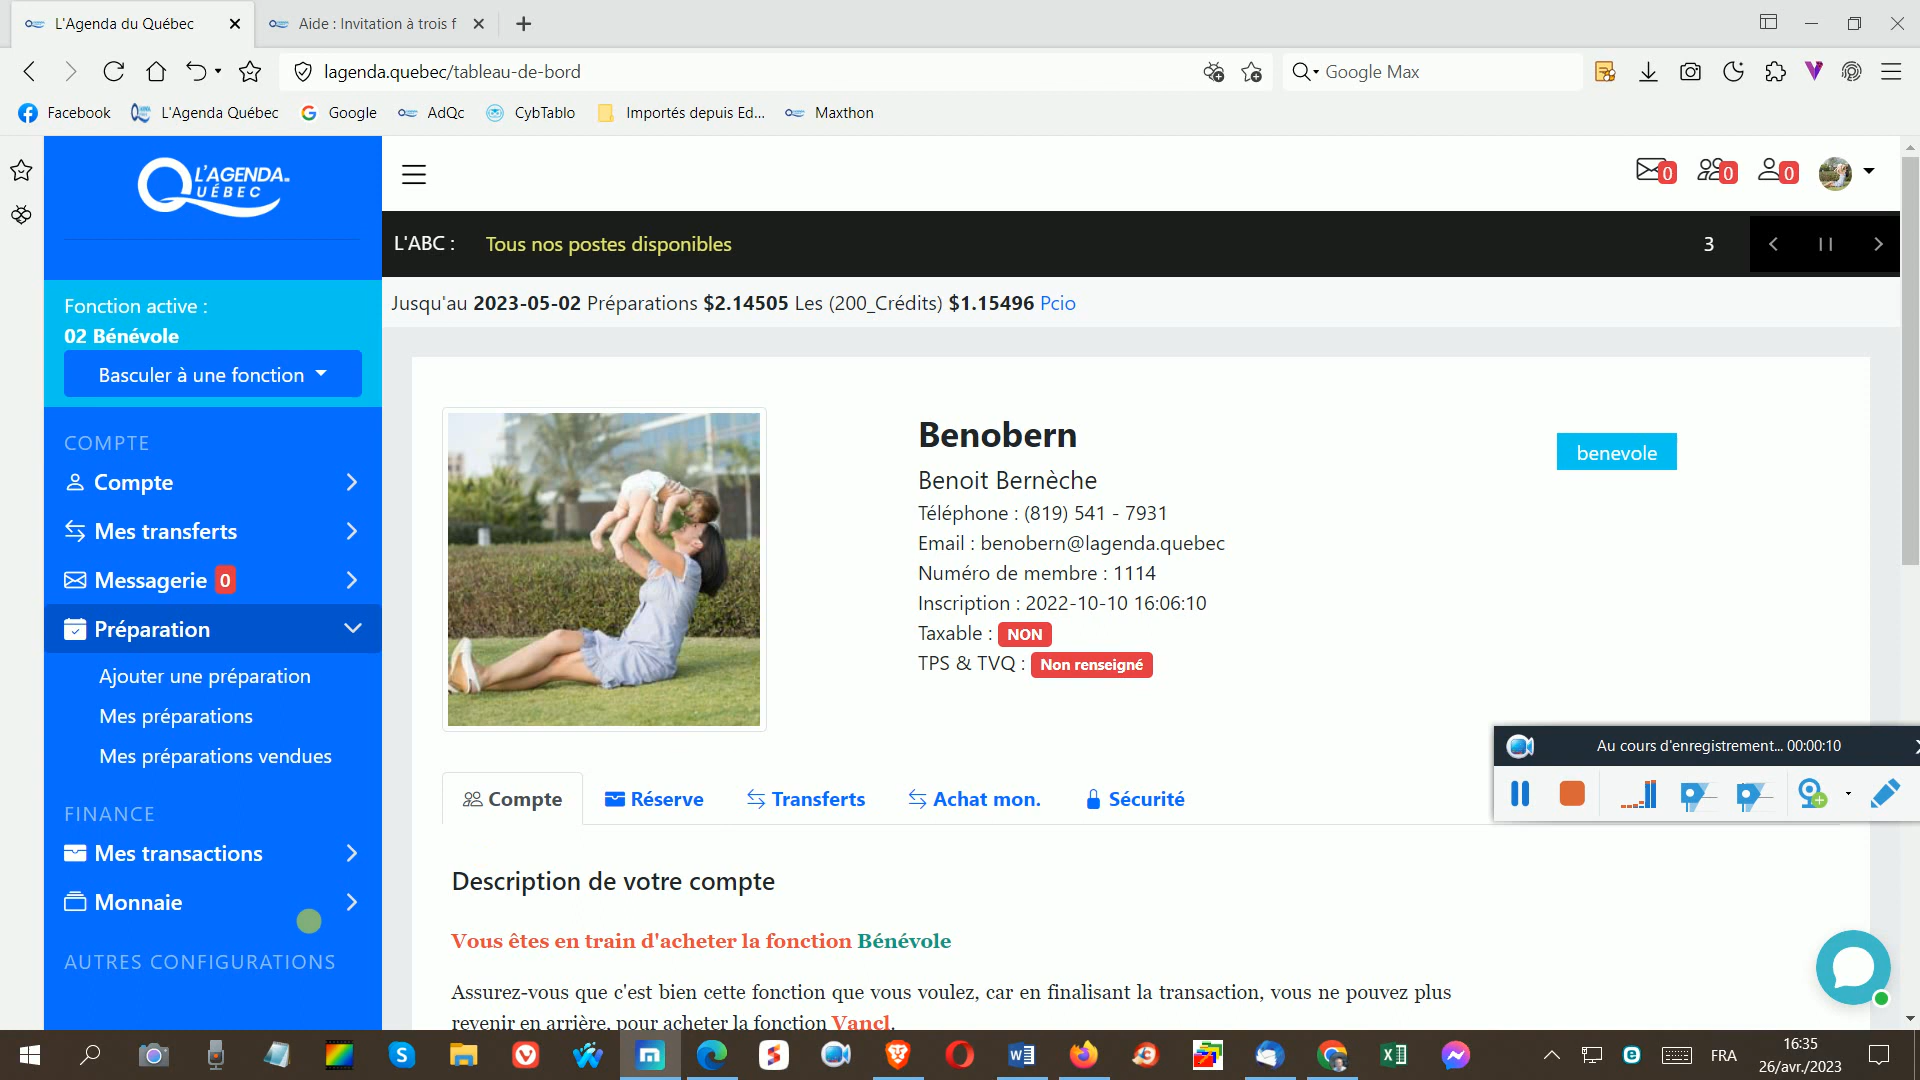 L'Agenda du Québec
Aide : Invitation à trois f
lagenda.quebec/tableau-de-bord
Google Max
Facebook
L'Agenda Québec
Google
AdQc
CybTablo
Importés depuis Ed...
Maxthon
L'AGENDA
QUÉBEC
0
0
0
Fonction active :
02 Bénévole
Basculer à une fonction
L'ABC :
Tous nos postes disponibles
3
Jusqu'au 2023-05-02 Préparations $2.14505 Les (200_Crédits) $1.15496 Pcio
COMPTE
Compte
Mes transferts
Messagerie 0
Préparation
Ajouter une préparation
Mes préparations
Mes préparations vendues
FINANCE
Mes transactions
Monnaie
AUTRES CONFIGURATIONS
Benobern
benevole
Benoit Bernèche
Téléphone : (819) 541 - 7931
Email : benobern@lagenda.quebec
Numéro de membre : 1114
Inscription : 2022-10-10 16:06:10
Taxable : NON
TPS & TVQ : Non renseigné
Au cours d'enregistrement... 00:00:10
Compte
Réserve
Transferts
Achat mon.
Sécurité
Description de votre compte
Vous êtes en train d'acheter la fonction Bénévole
Assurez-vous que c'est bien cette fonction que vous voulez, car en finalisant la transaction, vous ne pouvez plus
revenir en arrière, pour acheter la fonction Vancl.
FRA
16:35
26/avr./2023